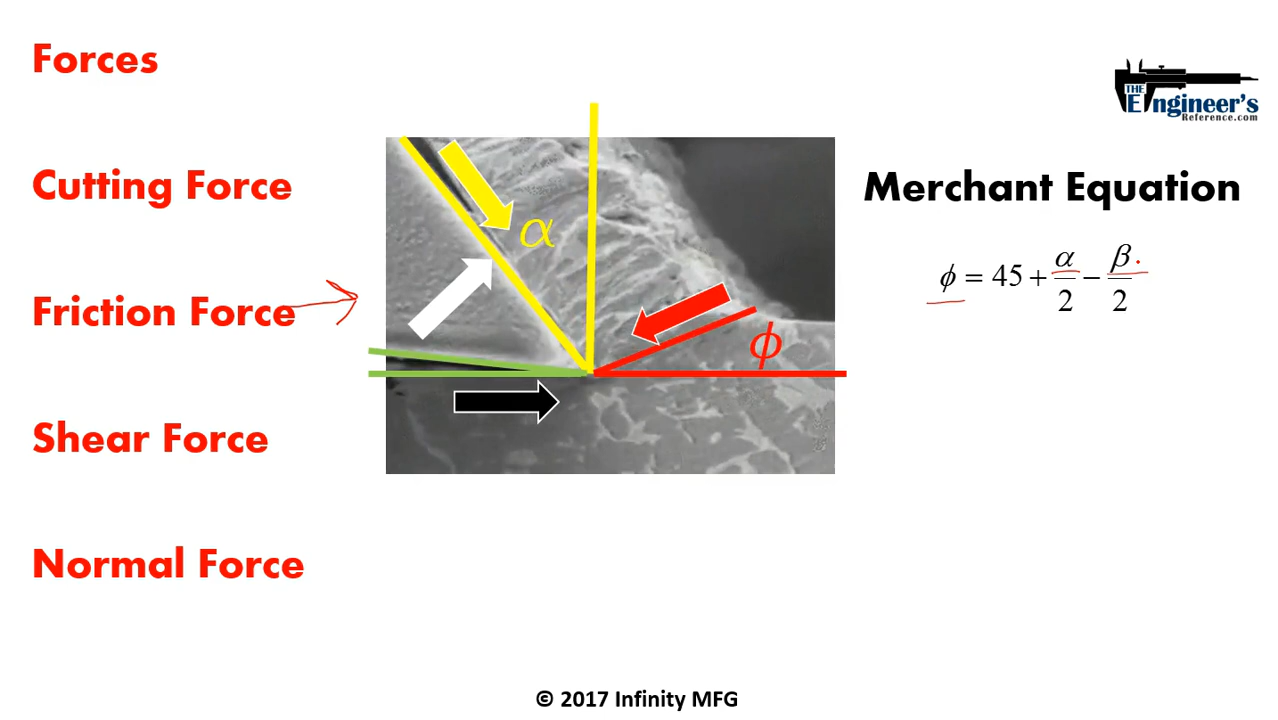 Forces
THE
Engineer's
Reference.com
Cutting Force
Merchant Equation
α
ϕ = 45 + α/2 − β/2
Friction Force
ϕ
Shear Force
Normal Force
© 2017 Infinity MFG